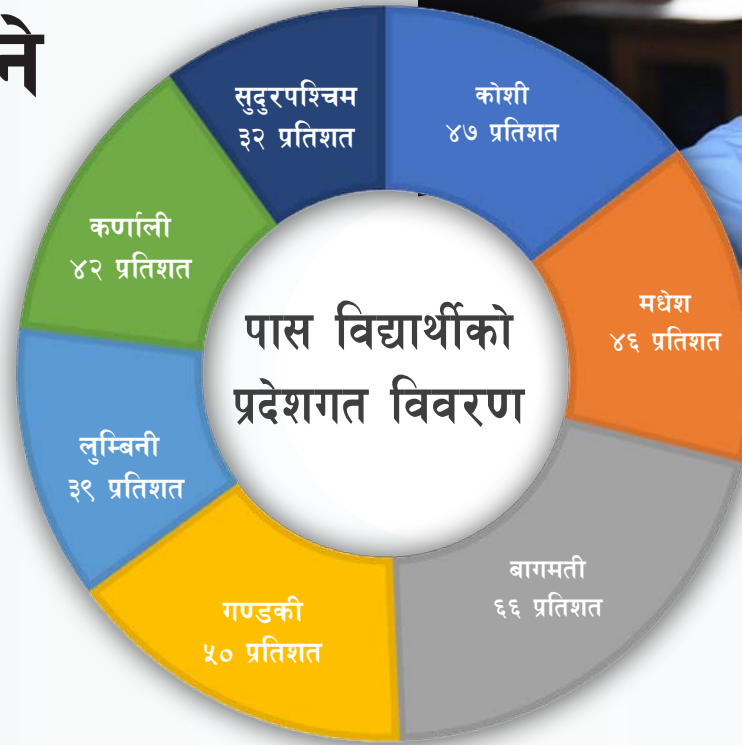 ने
सुदुरपश्चिम
३२ प्रतिशत
कोशी
४७ प्रतिशत
कर्णाली
४२ प्रतिशत
मधेश
४६ प्रतिशत
पास विद्यार्थीको
प्रदेशगत विवरण
लुम्बिनी
३९ प्रतिशत
बागमती
६६ प्रतिशत
गण्डकी
५० प्रतिशत